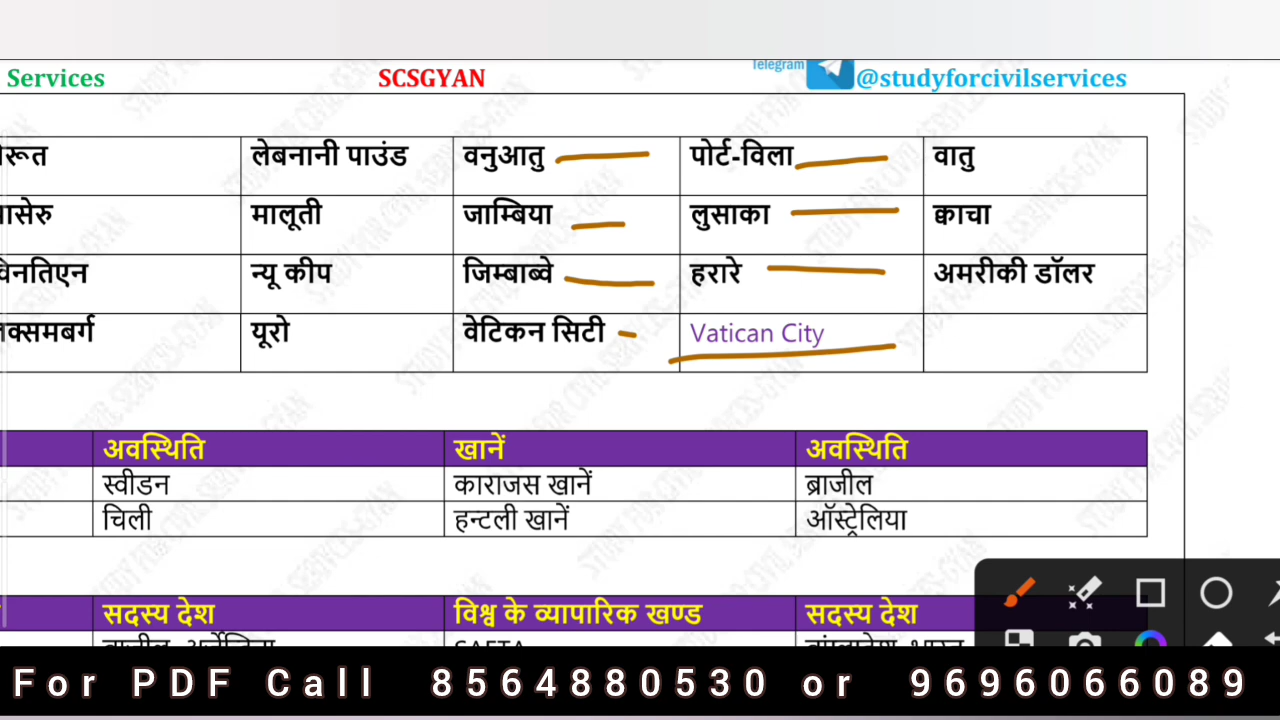 Services SCSGYAN Telegram @studyforcivilservices
लेबनानी पाउंड वनुआतु पोर्ट-विला वातु
मालूती जाम्बिया लुसाका क्वाचा
न्यू कीप जिम्बाब्वे हरारे अमरीकी डॉलर
यूरो वेटिकन सिटी Vatican City
अवस्थिति खानें अवस्थिति
स्वीडन काराजस खानें ब्राजील
चिली हन्टली खानें ऑस्ट्रेलिया
सदस्य देश विश्व के व्यापारिक खण्ड सदस्य देश
For PDF Call 8564880530 or 9696066089